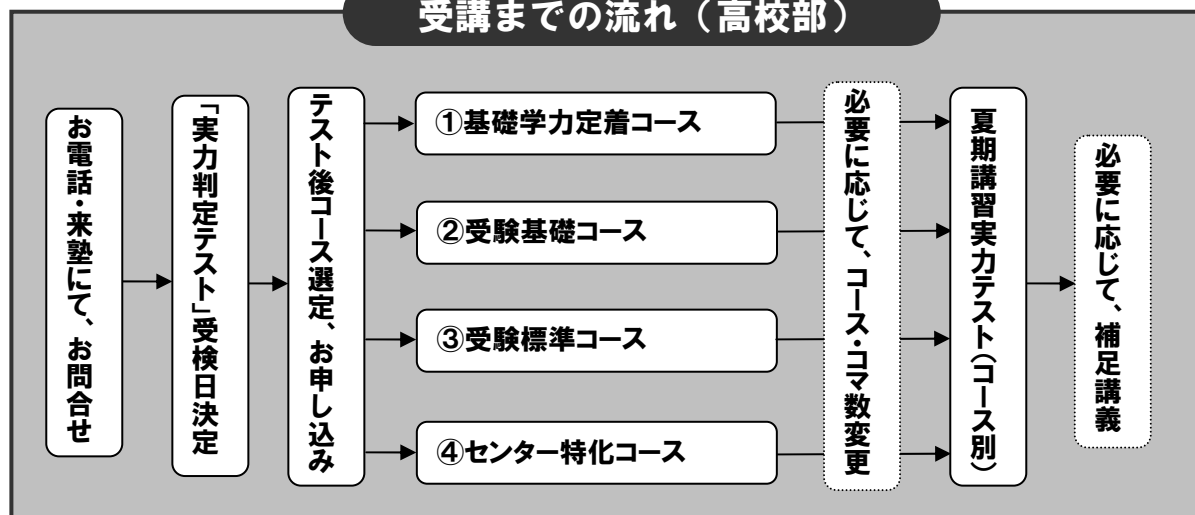 受講までの流れ（高校部）
お電話・来塾にて、お問合せ
「実力判定テスト」受検日決定
テスト後コース選定、お申し込み
①基礎学力定着コース
②受験基礎コース
③受験標準コース
④センター特化コース
必要に応じて、コース・コマ数変更
夏期講習実力テスト（コース別）
必要に応じて、補足講義